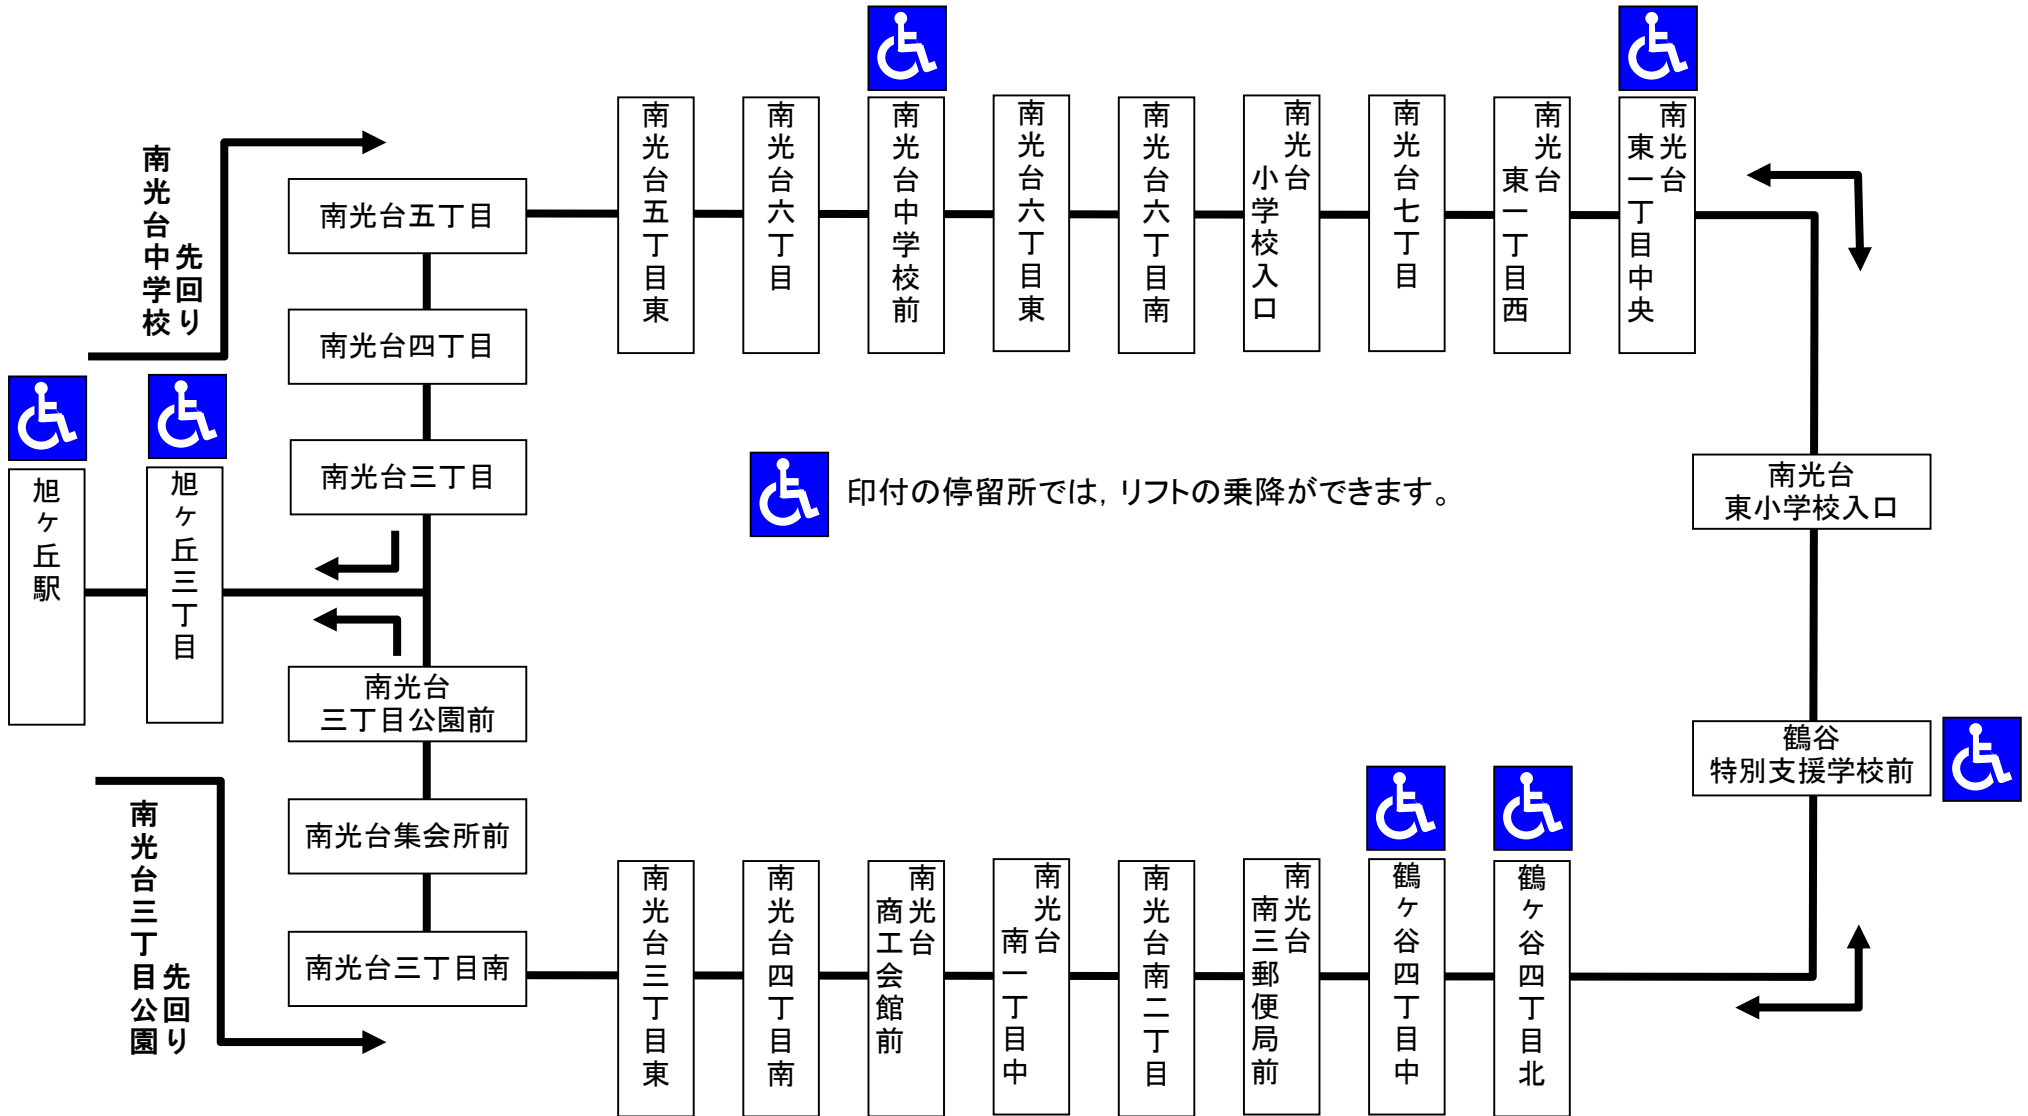 南光台中学校
先回り
南光台五丁目
南光台四丁目
南光台三丁目
旭ヶ丘駅
旭ヶ丘三丁目
南光台
三丁目公園前
南光台集会所前
南光台三丁目南
南光台三丁目公園
先回り
南光台五丁目東
南光台六丁目
南光台中学校前
南光台六丁目東
南光台六丁目南
南光台
小学校入口
南光台七丁目
南光台
東一丁目西
南光台
東一丁目中央
印付の停留所では，リフトの乗降ができます。
南光台
東小学校入口
鶴谷
特別支援学校前
南光台三丁目東
南光台四丁目南
南光台
商工会館前
南光台
南一丁目中
南光台南二丁目
南光台
南三郵便局前
鶴ヶ谷四丁目中
鶴ヶ谷四丁目北